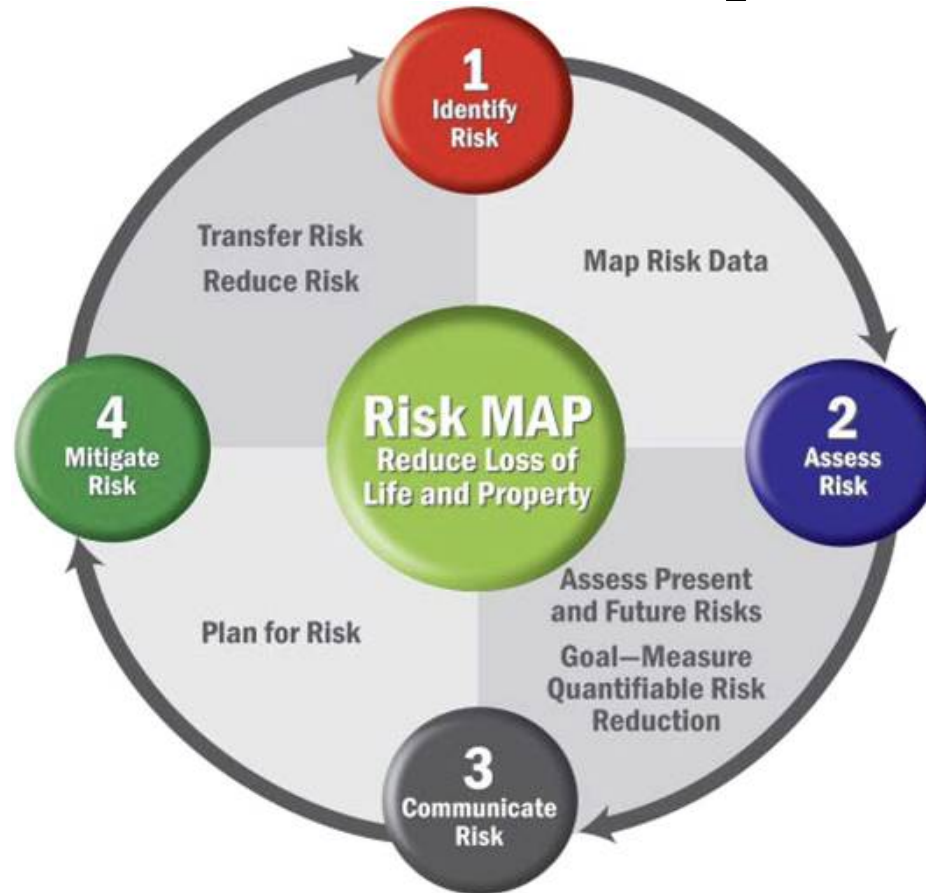 1
Identify
Risk
Transfer Risk
Reduce Risk
Map Risk Data
Risk MAP
Reduce Loss of
Life and Property
4
Mitigate
Risk
2
Assess
Risk
Plan for Risk
Assess Present
and Future Risks
Goal—Measure
Quantifiable Risk
Reduction
3
Communicate
Risk